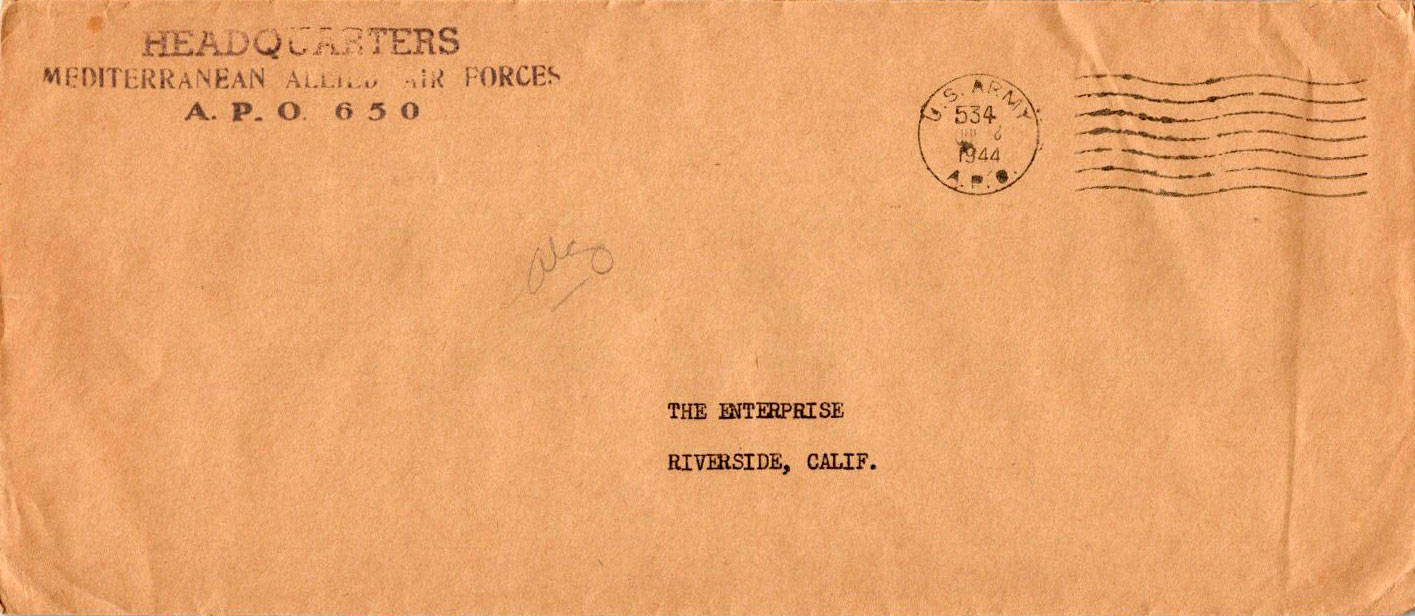 HEADQUARTERS
MEDITERRANEAN ALLIED AIR FORCES
A. P. O. 650
U.S. ARMY
534
1944
A.P.O.
THE ENTERPRISE
RIVERSIDE, CALIF.